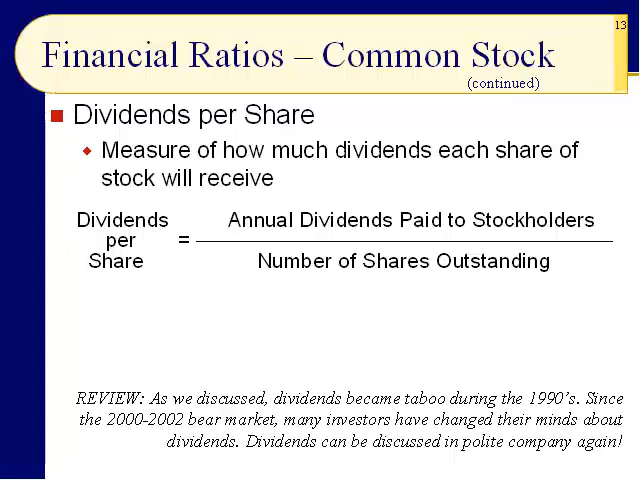 13
Financial Ratios – Common Stock
(continued)
Dividends per Share
Measure of how much dividends each share of
stock will receive
Dividends
per
Share
=
Annual Dividends Paid to Stockholders
Number of Shares Outstanding
REVIEW: As we discussed, dividends became taboo during the 1990's. Since
the 2000-2002 bear market, many investors have changed their minds about
dividends. Dividends can be discussed in polite company again!